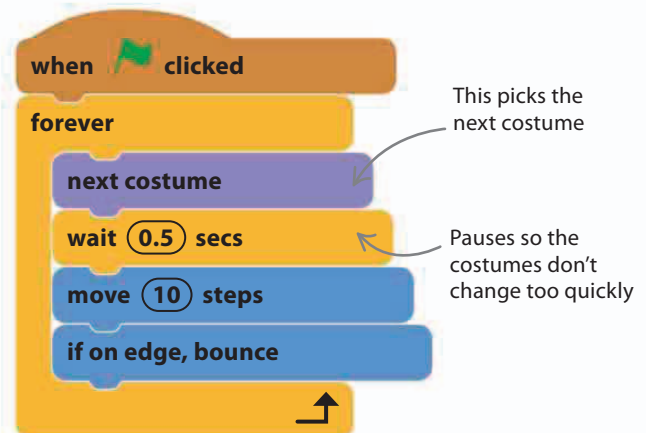 when clicked
forever
This picks the
next costume
next costume
wait 0.5 secs
Pauses so the
costumes don't
change too quickly
move 10 steps
if on edge, bounce